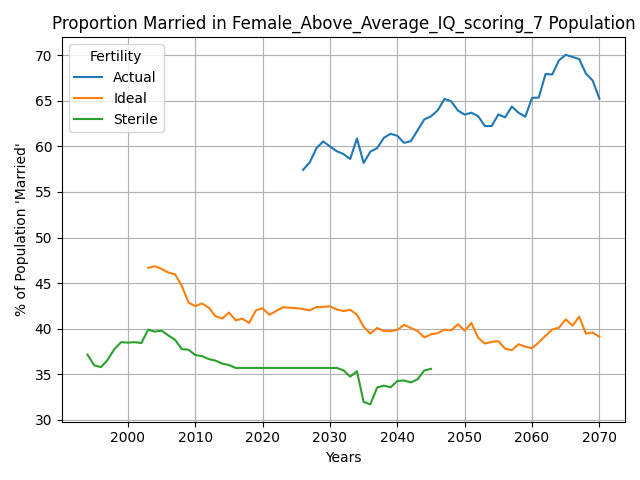 Proportion Married in Female_Above_Average_IQ_scoring_7 Population
Fertility
Actual
Ideal
Sterile
% of Population 'Married'
70
65
60
55
50
45
40
35
30
2000 2010 2020 2030 2040 2050 2060 2070
Years